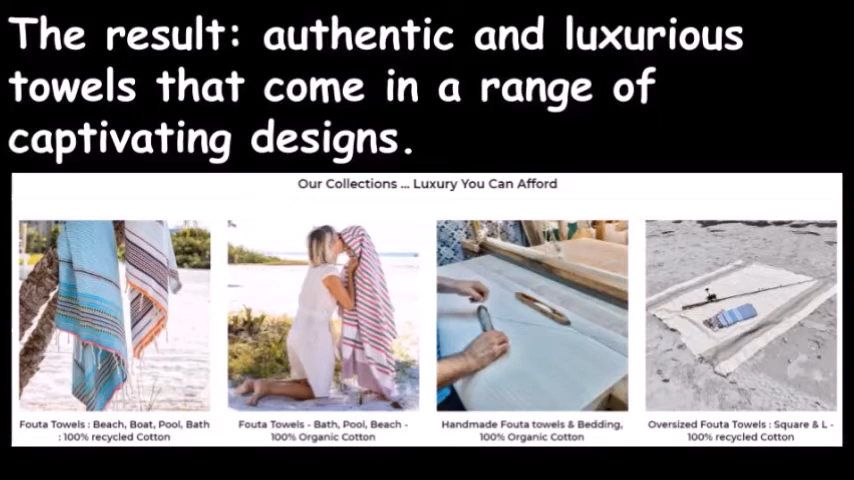 The result: authentic and luxurious
towels that come in a range of
captivating designs.
Our Collections ... Luxury You Can Afford
Fouta Towels : Beach, Boat, Pool, Bath
: 100% recycled Cotton
Fouta Towels - Bath, Pool, Beach -
100% Organic Cotton
Handmade Fouta towels & Bedding,
100% Organic Cotton
Oversized Fouta Towels : Square & L -
100% recycled Cotton